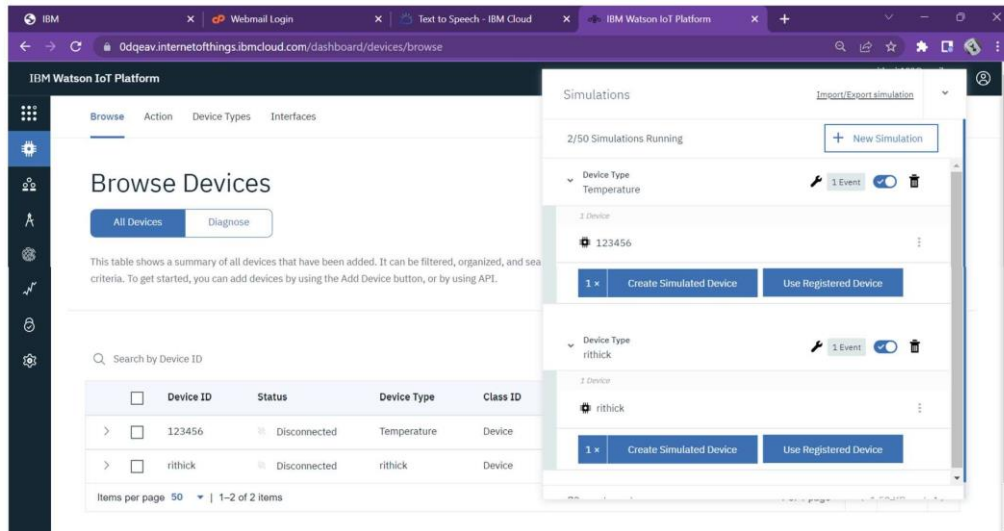 IBM
Webmail Login
Text to Speech - IBM Cloud
IBM Watson IoT Platform
0dqeav.internetofthings.ibmcloud.com/dashboard/devices/browse
IBM Watson IoT Platform
Browse Action Device Types Interfaces
Browse Devices
All Devices Diagnose
This table shows a summary of all devices that have been added. It can be filtered, organized, and sea
criteria. To get started, you can add devices by using the Add Device button, or by using API.
Search by Device ID
Device ID Status Device Type Class ID
123456 Disconnected Temperature Device
rithick Disconnected rithick Device
Items per page 50 | 1–2 of 2 items
Simulations Import/Export simulation
2/50 Simulations Running + New Simulation
Device Type
Temperature
1 Event
1 Device
123456
1 × Create Simulated Device Use Registered Device
Device Type
rithick
1 Event
1 Device
rithick
1 × Create Simulated Device Use Registered Device